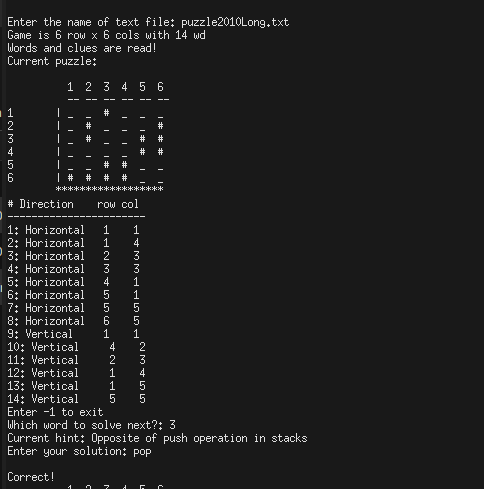 Enter the name of text file: puzzle2010Long.txt
Game is 6 row x 6 cols with 14 wd
Words and clues are read!
Current puzzle:
1 2 3 4 5 6
-- -- -- -- -- --
1 | _ _ # _ _ _
2 | _ # _ _ _ #
3 | _ # _ _ # #
4 | _ _ _ _ # #
5 | _ _ # # _ _
6 | # # # # _ _
******************
# Direction row col
-----------------------
1: Horizontal 1 1
2: Horizontal 1 4
3: Horizontal 2 3
4: Horizontal 3 3
5: Horizontal 4 1
6: Horizontal 5 1
7: Horizontal 5 5
8: Horizontal 6 5
9: Vertical 1 1
10: Vertical 4 2
11: Vertical 2 3
12: Vertical 1 4
13: Vertical 1 5
14: Vertical 5 5
Enter -1 to exit
Which word to solve next?: 3
Current hint: Opposite of push operation in stacks
Enter your solution: pop
Correct!
1 2 3 4 5 6